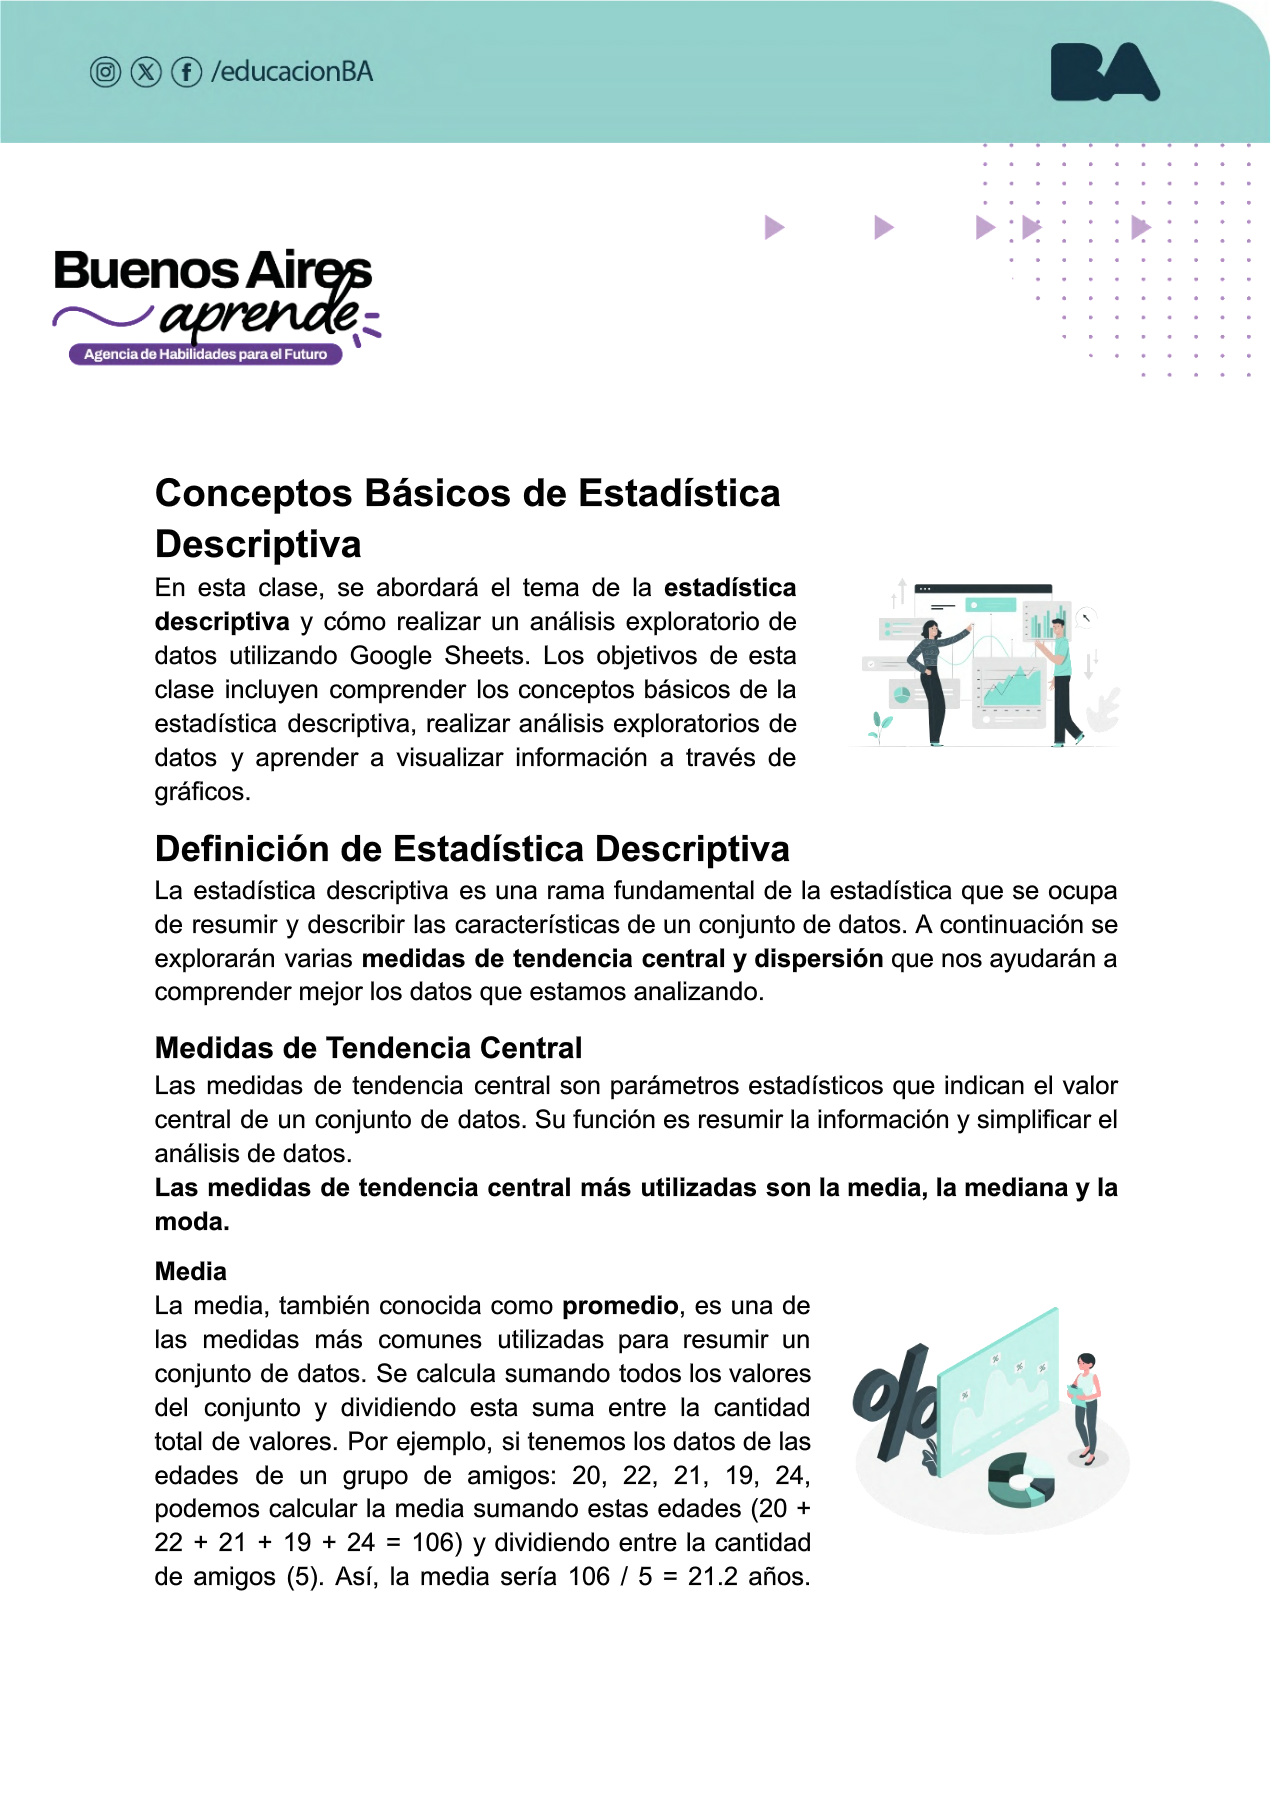 /educacionBA
BA
Buenos Aires
aprende
Agencia de Habilidades para el Futuro
Conceptos Básicos de Estadística
Descriptiva
En esta clase, se abordará el tema de la estadística
descriptiva y cómo realizar un análisis exploratorio de
datos utilizando Google Sheets. Los objetivos de esta
clase incluyen comprender los conceptos básicos de la
estadística descriptiva, realizar análisis exploratorios de
datos y aprender a visualizar información a través de
gráficos.
Definición de Estadística Descriptiva
La estadística descriptiva es una rama fundamental de la estadística que se ocupa
de resumir y describir las características de un conjunto de datos. A continuación se
explorarán varias medidas de tendencia central y dispersión que nos ayudarán a
comprender mejor los datos que estamos analizando.
Medidas de Tendencia Central
Las medidas de tendencia central son parámetros estadísticos que indican el valor
central de un conjunto de datos. Su función es resumir la información y simplificar el
análisis de datos.
Las medidas de tendencia central más utilizadas son la media, la mediana y la
moda.
Media
La media, también conocida como promedio, es una de
las medidas más comunes utilizadas para resumir un
conjunto de datos. Se calcula sumando todos los valores
del conjunto y dividiendo esta suma entre la cantidad
total de valores. Por ejemplo, si tenemos los datos de las
edades de un grupo de amigos: 20, 22, 21, 19, 24,
podemos calcular la media sumando estas edades (20 +
22 + 21 + 19 + 24 = 106) y dividiendo entre la cantidad
de amigos (5). Así, la media sería 106 / 5 = 21.2 años.
%
% % % %